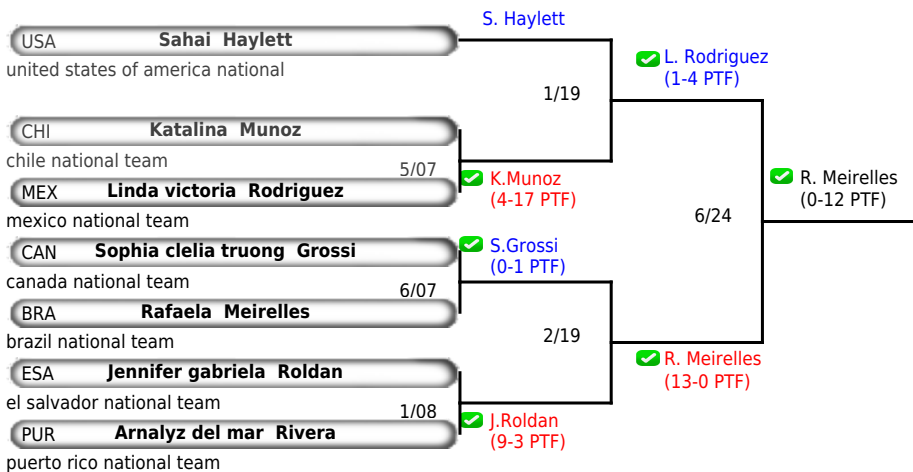 S. Haylett
USA Sahai Haylett
united states of america national
L. Rodriguez
(1-4 PTF)
1/19
CHI Katalina Munoz
chile national team
5/07
K.Munoz
(4-17 PTF)
MEX Linda victoria Rodriguez
mexico national team
R. Meirelles
(0-12 PTF)
6/24
CAN Sophia clelia truong Grossi
canada national team
S.Grossi
(0-1 PTF)
6/07
BRA Rafaela Meirelles
brazil national team
2/19
R. Meirelles
(13-0 PTF)
ESA Jennifer gabriela Roldan
el salvador national team
1/08
J.Roldan
(9-3 PTF)
PUR Arnalyz del mar Rivera
puerto rico national team